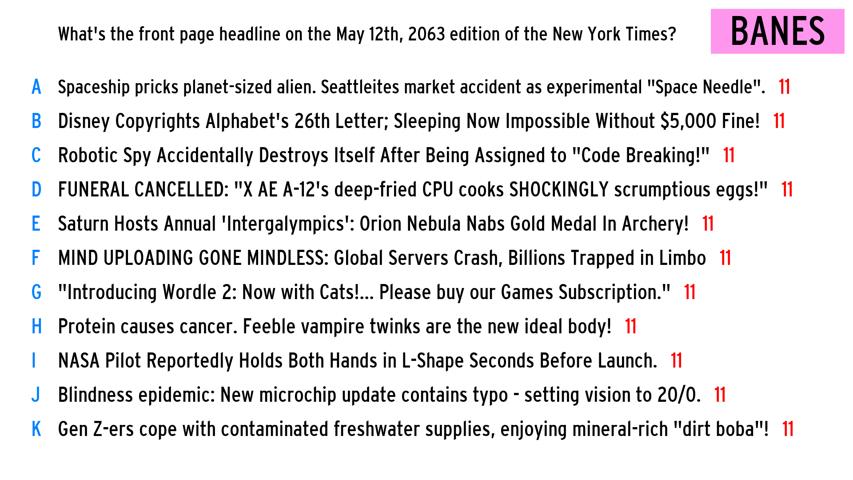 What's the front page headline on the May 12th, 2063 edition of the New York Times?
BANES
A Spaceship pricks planet-sized alien. Seattleites market accident as experimental "Space Needle". 11
B Disney Copyrights Alphabet's 26th Letter; Sleeping Now Impossible Without $5,000 Fine! 11
C Robotic Spy Accidentally Destroys Itself After Being Assigned to "Code Breaking!" 11
D FUNERAL CANCELLED: "X AE A-12's deep-fried CPU cooks SHOCKINGLY scrumptious eggs!" 11
E Saturn Hosts Annual 'Intergalympics': Orion Nebula Nabs Gold Medal In Archery! 11
F MIND UPLOADING GONE MINDLESS: Global Servers Crash, Billions Trapped in Limbo 11
G "Introducing Wordle 2: Now with Cats!... Please buy our Games Subscription." 11
H Protein causes cancer. Feeble vampire twinks are the new ideal body! 11
I NASA Pilot Reportedly Holds Both Hands in L-Shape Seconds Before Launch. 11
J Blindness epidemic: New microchip update contains typo - setting vision to 20/0. 11
K Gen Z-ers cope with contaminated freshwater supplies, enjoying mineral-rich "dirt boba"! 11